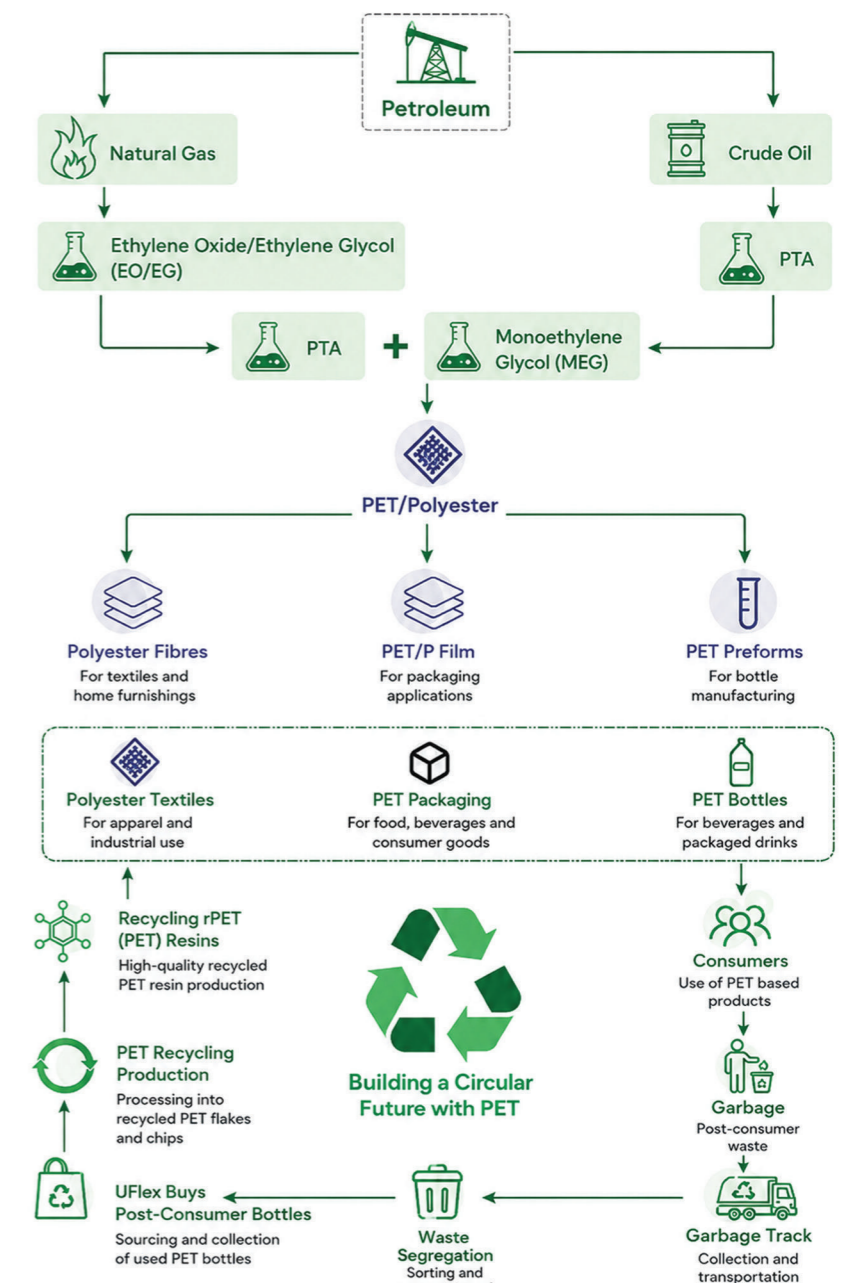 Petroleum
Natural Gas
Crude Oil
Ethylene Oxide/Ethylene Glycol
(EO/EG)
PTA
PTA
+
Monoethylene
Glycol (MEG)
PET/Polyester
Polyester Fibres
For textiles and
home furnishings
PET/P Film
For packaging
applications
PET Preforms
For bottle
manufacturing
Polyester Textiles
For apparel and
industrial use
PET Packaging
For food, beverages and
consumer goods
PET Bottles
For beverages and
packaged drinks
Recycling rPET
(PET) Resins
High-quality recycled
PET resin production
PET Recycling
Production
Processing into
recycled PET flakes
and chips
UFlex Buys
Post-Consumer Bottles
Sourcing and collection
of used PET bottles
Building a Circular
Future with PET
Waste
Segregation
Sorting and
Consumers
Use of PET based
products
Garbage
Post-consumer
waste
Garbage Track
Collection and
transportation